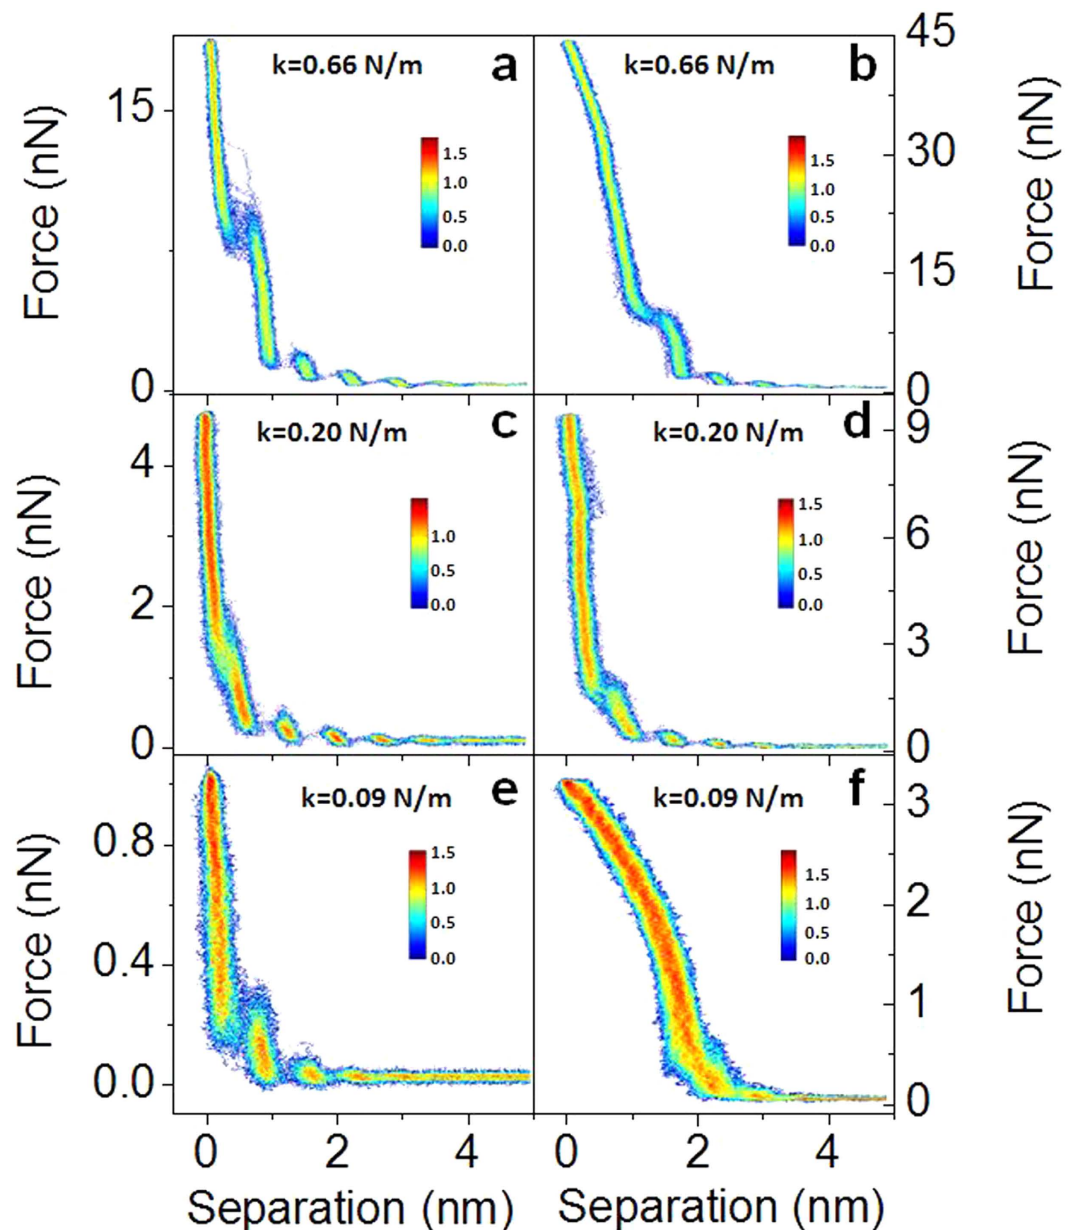 45
k=0.66 N/m a
k=0.66 N/m b
15
30
1.5
1.0
0.5
0.0
1.5
1.0
0.5
0.0
Force (nN)
Force (nN)
15
0
0
k=0.20 N/m c
k=0.20 N/m d
9
4
6
1.0
0.5
0.0
1.5
1.0
0.5
0.0
Force (nN)
Force (nN)
2
3
0
0
k=0.09 N/m e
k=0.09 N/m f
3
0.8
1.5
1.0
0.5
0.0
1.5
1.0
0.5
0.0
2
Force (nN)
Force (nN)
0.4
1
0.0
0
0 2 4
0 2 4
Separation (nm)
Separation (nm)